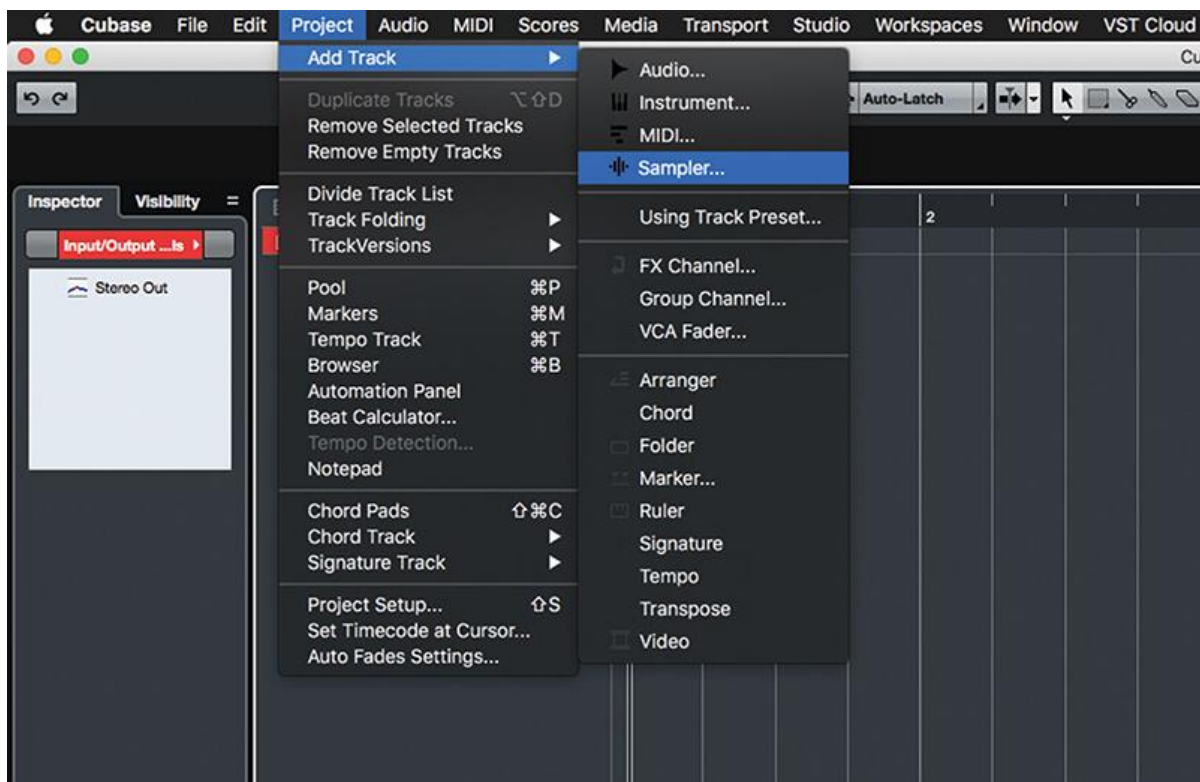 Cubase File Edit Project Audio MIDI Scores Media Transport Studio Workspaces Window VST Cloud
Cu
Auto-Latch
Inspector Visibility
Input/Output ...ls
Stereo Out
Add Track
Duplicate Tracks ⌥⇧D
Remove Selected Tracks
Remove Empty Tracks
Divide Track List
Track Folding
TrackVersions
Pool ⌘P
Markers ⌘M
Tempo Track ⌘T
Browser ⌘B
Automation Panel
Beat Calculator...
Tempo Detection...
Notepad
Chord Pads ⇧⌘C
Chord Track
Signature Track
Project Setup... ⇧S
Set Timecode at Cursor...
Auto Fades Settings...
Audio...
Instrument...
MIDI...
Sampler...
Using Track Preset...
FX Channel...
Group Channel...
VCA Fader...
Arranger
Chord
Folder
Marker...
Ruler
Signature
Tempo
Transpose
Video
2